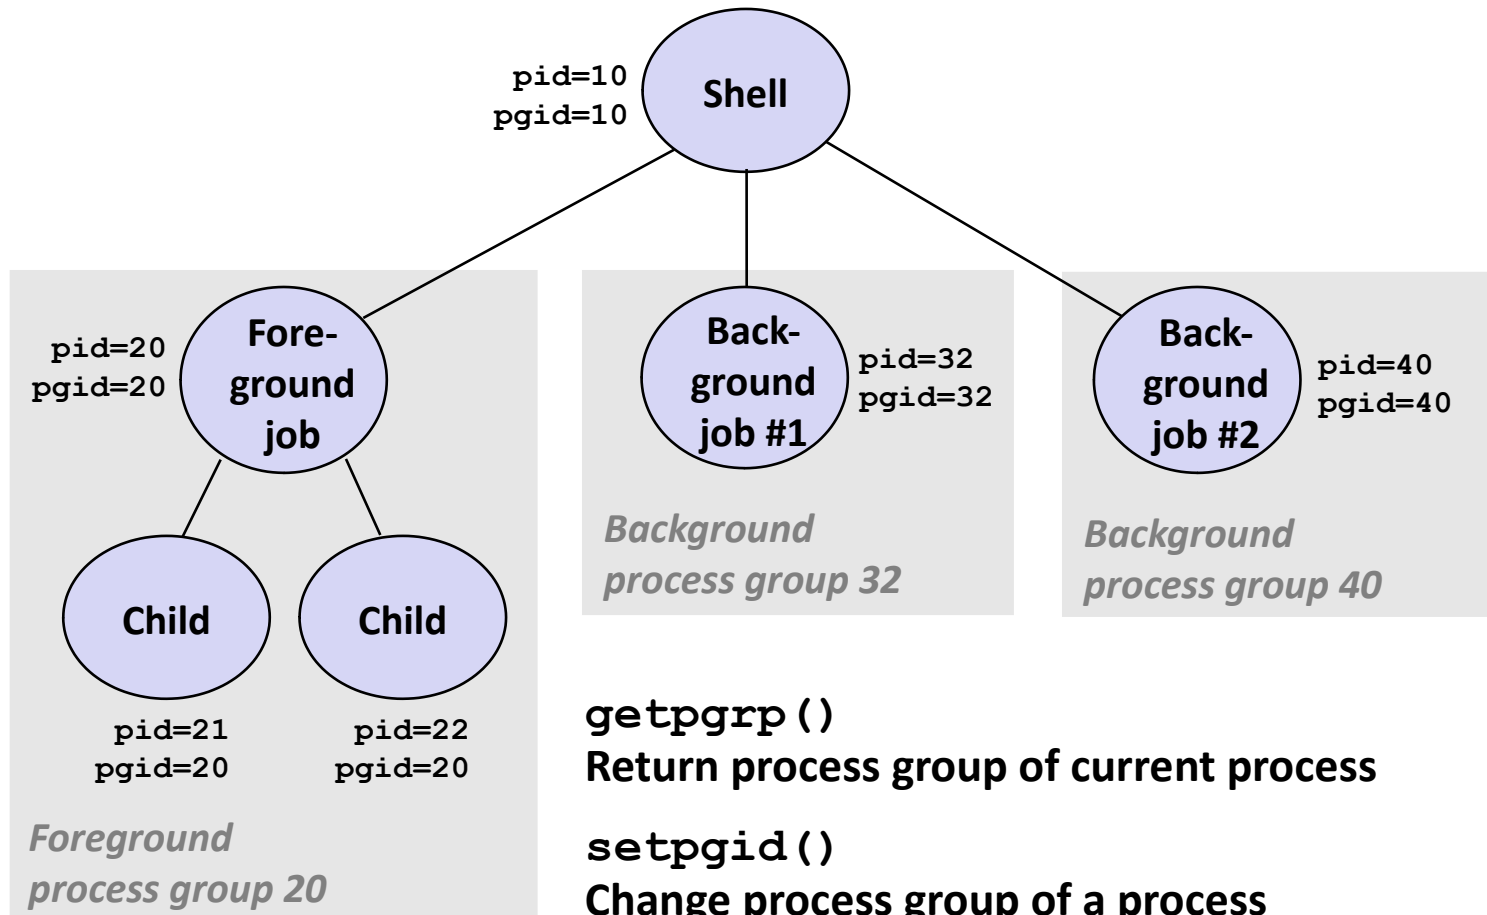 pid=10
pgid=10
Shell
pid=20
pgid=20
Fore-
ground
job
Back-
ground
job #1
pid=32
pgid=32
Back-
ground
job #2
pid=40
pgid=40
Background
process group 32
Background
process group 40
Child
Child
pid=21
pgid=20
pid=22
pgid=20
Foreground
process group 20
getpgrp()
Return process group of current process
setpgid()
Change process group of a process